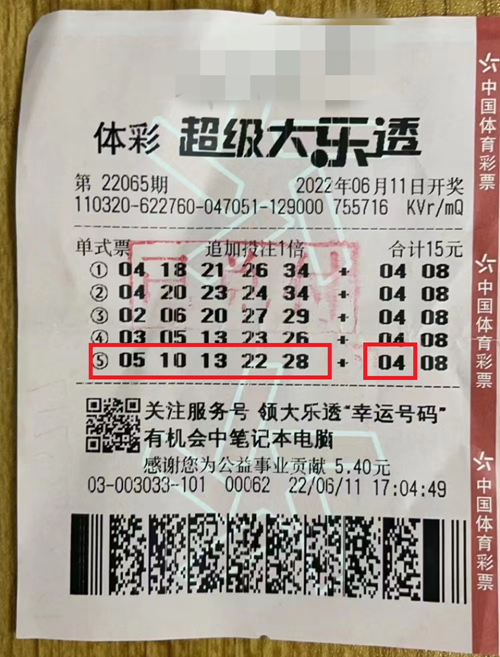 体彩 超级大乐透
第 22065期 2022年06月11日开奖
110320-622760-047051-129000 755716 KVr/mQ
单式票 追加投注1倍 合计15元
① 04 18 21 26 34 + 04 08
② 04 20 23 24 34 + 04 08
③ 02 06 20 27 29 + 04 08
④ 03 05 13 23 26 + 04 08
⑤ 05 10 13 22 28 + 04 08
关注服务号 领大乐透“幸运号码”
有机会中笔记本电脑
感谢您为公益事业贡献 5.40元
03-003033-101 00062 22/06/11 17:04:49
中国体育彩票
中国体育彩票
中国体育彩票